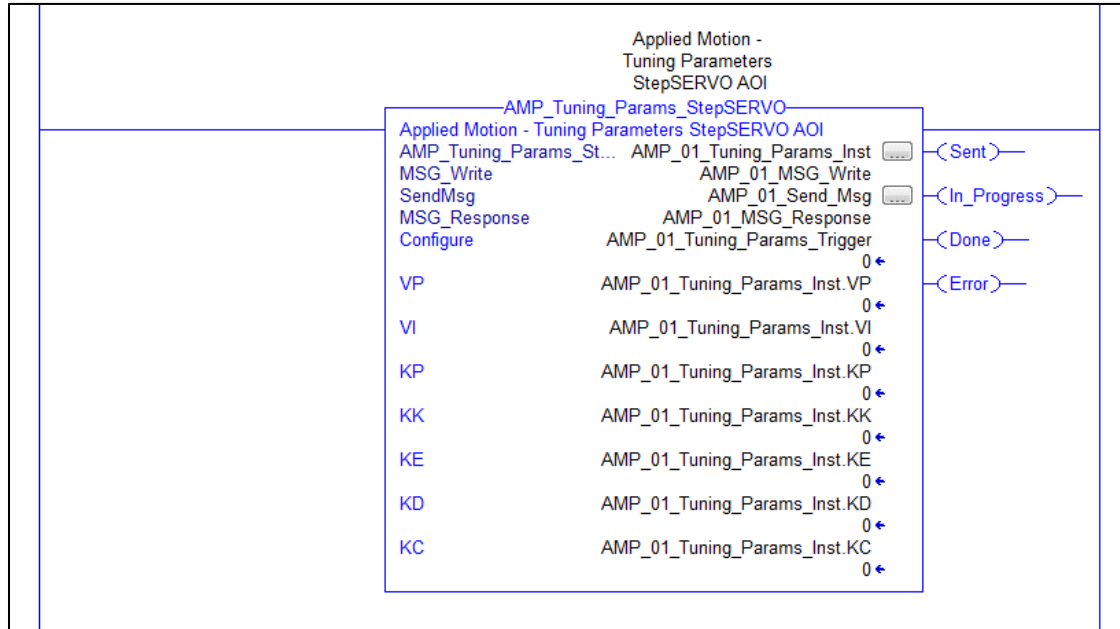 Applied Motion -
Tuning Parameters
StepSERVO AOI
AMP_Tuning_Params_StepSERVO
Applied Motion - Tuning Parameters StepSERVO AOI
AMP_Tuning_Params_St... AMP_01_Tuning_Params_Inst ... Sent
MSG_Write AMP_01_MSG_Write
SendMsg AMP_01_Send_Msg ... In_Progress
MSG_Response AMP_01_MSG_Response
Configure AMP_01_Tuning_Params_Trigger Done
0
VP AMP_01_Tuning_Params_Inst.VP Error
0
VI AMP_01_Tuning_Params_Inst.VI
0
KP AMP_01_Tuning_Params_Inst.KP
0
KK AMP_01_Tuning_Params_Inst.KK
0
KE AMP_01_Tuning_Params_Inst.KE
0
KD AMP_01_Tuning_Params_Inst.KD
0
KC AMP_01_Tuning_Params_Inst.KC
0